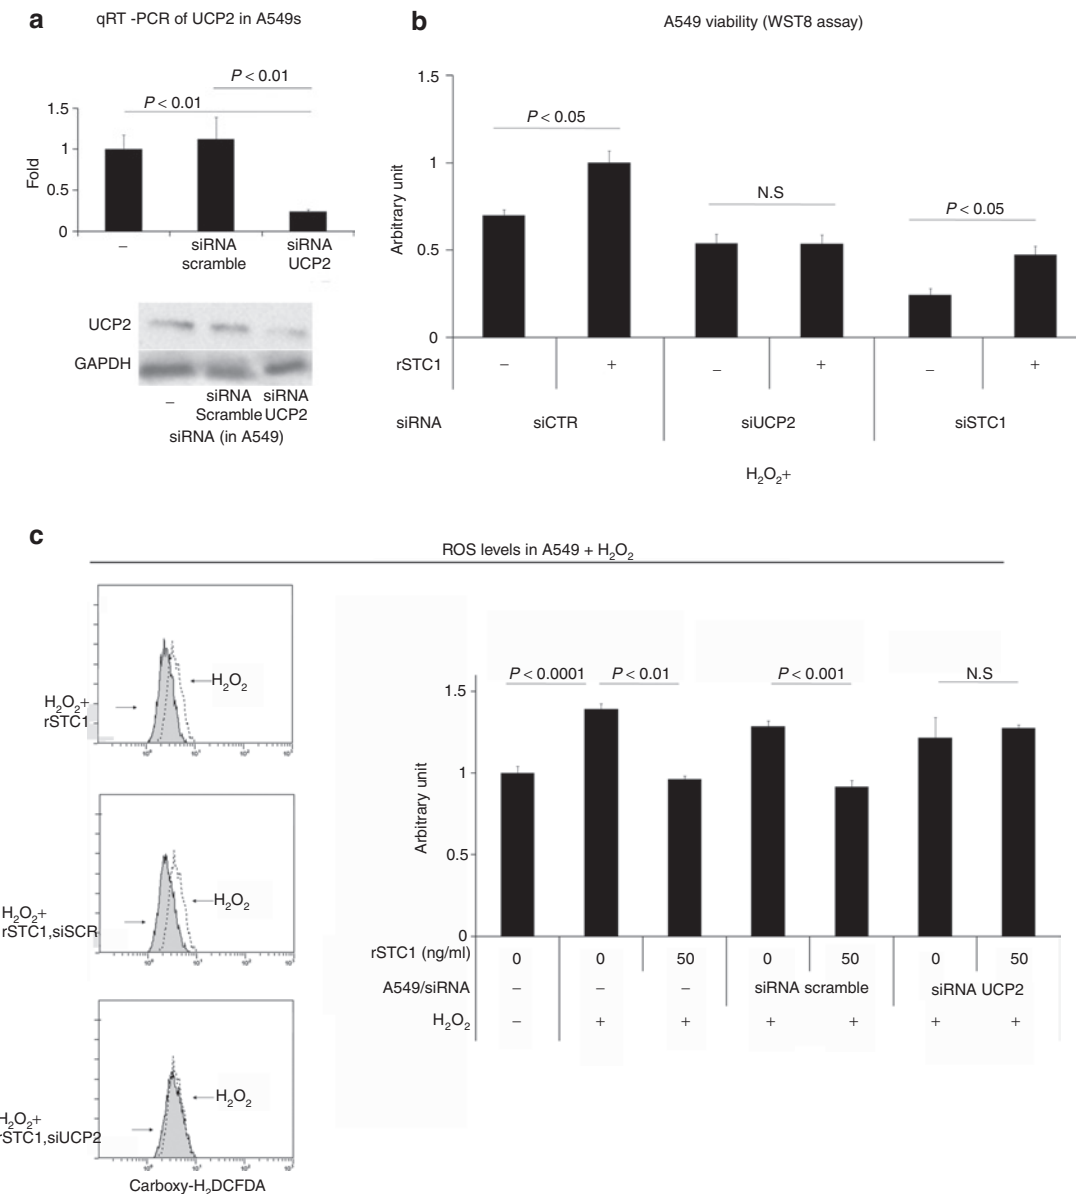 a
qRT -PCR of UCP2 in A549s
P < 0.01
P < 0.01
1.5
1
0.5
0
Fold
–
siRNA scramble
siRNA UCP2
UCP2
GAPDH
–
siRNA Scramble
siRNA UCP2
siRNA (in A549)
b
A549 viability (WST8 assay)
1.5
1
0.5
0
Arbitrary unit
P < 0.05
N.S
P < 0.05
rSTC1 – + – + – +
siRNA siCTR siUCP2 siSTC1
H₂O₂+
c
ROS levels in A549 + H₂O₂
H₂O₂
H₂O₂+
rSTC1
H₂O₂
H₂O₂+
rSTC1,siSCR
H₂O₂
H₂O₂+
rSTC1,siUCP2
Carboxy-H₂DCFDA
P < 0.0001
P < 0.01
P < 0.001
N.S
1.5
1
0.5
0
Arbitrary unit
rSTC1 (ng/ml) 0 0 50 0 50 0 50
A549/siRNA – – – siRNA scramble siRNA UCP2
H₂O₂ – + + + + + +